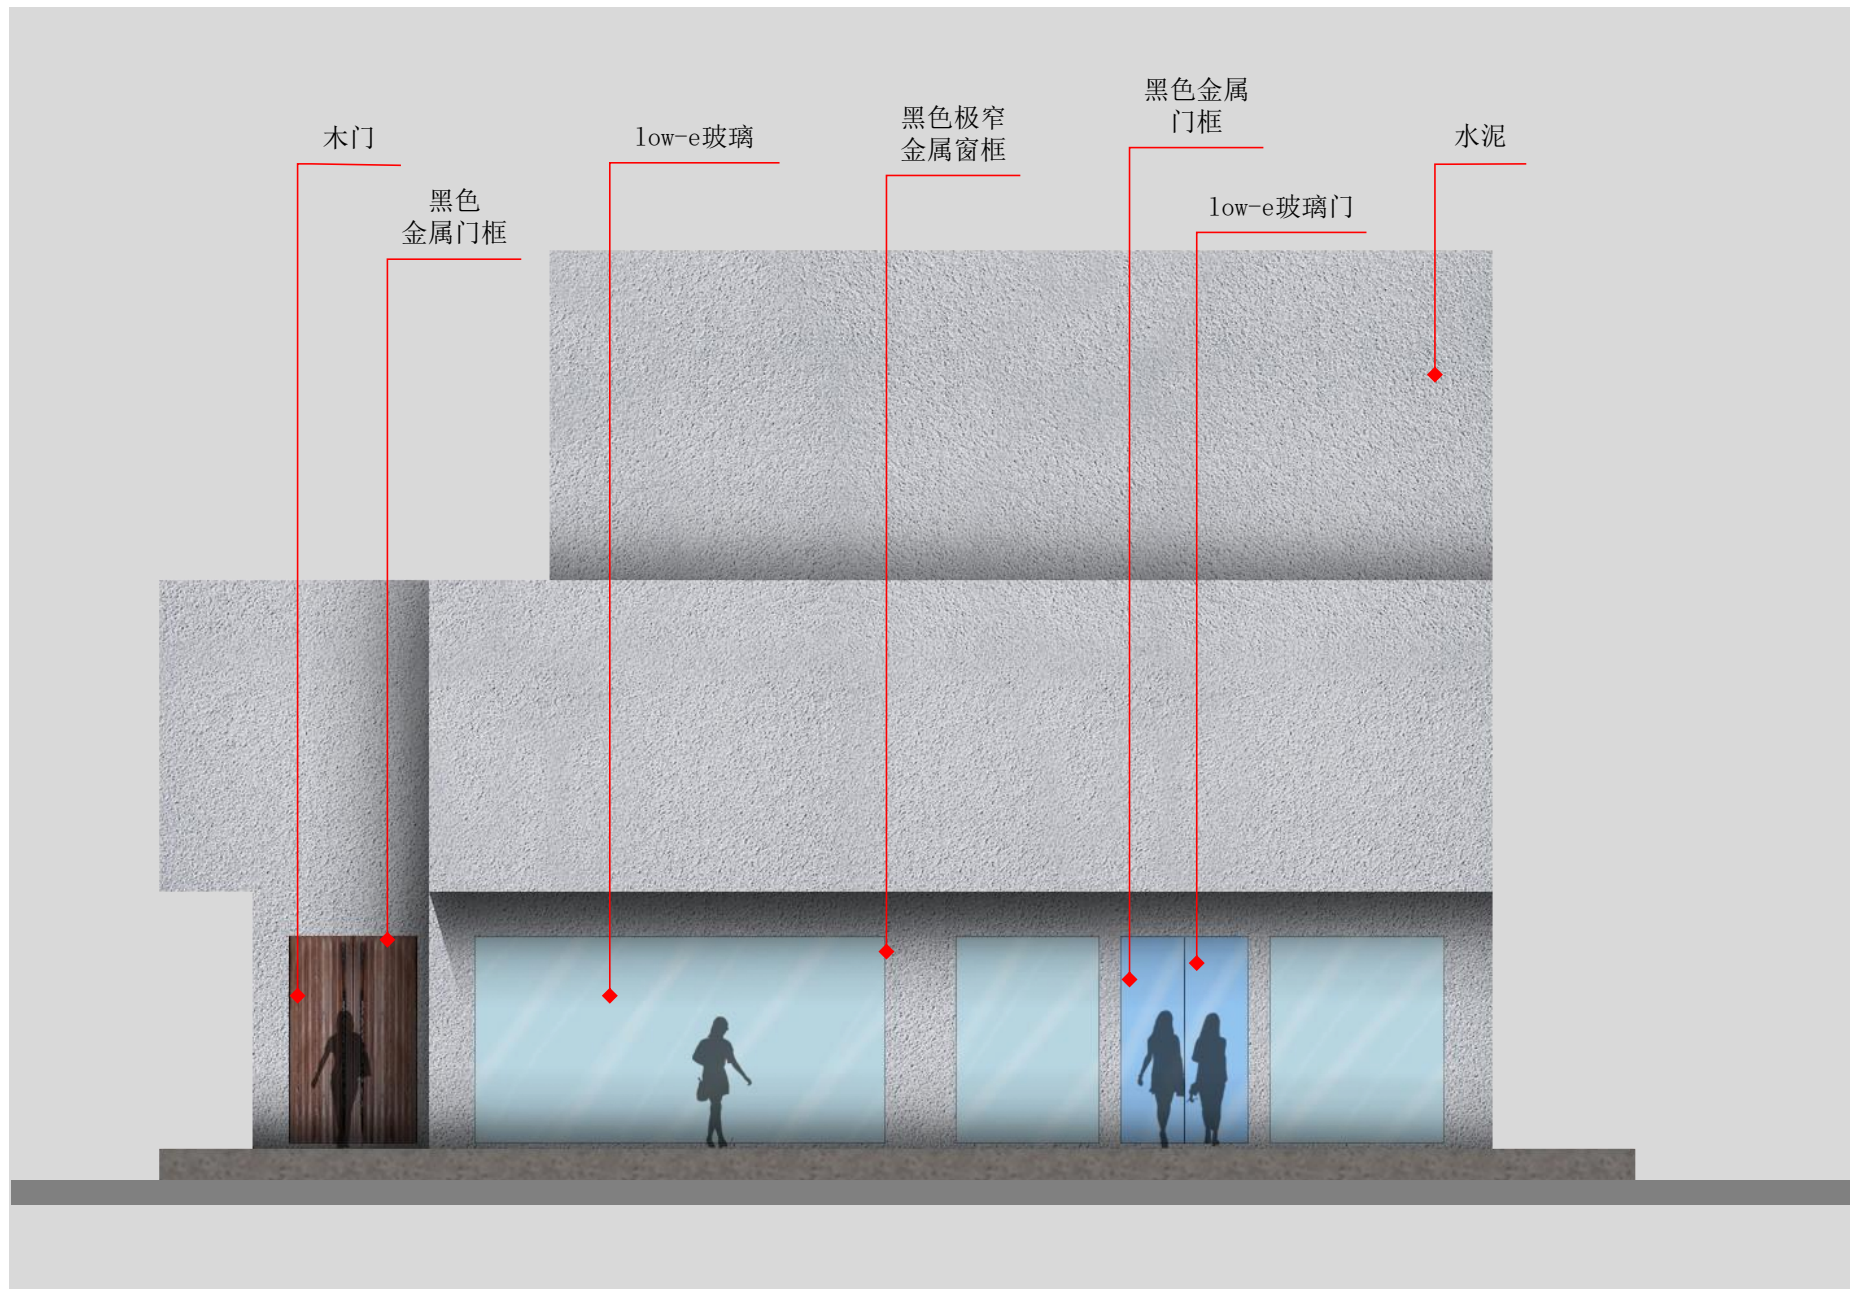 木门
黑色
金属门框
low-e玻璃
黑色极窄
金属窗框
黑色金属
门框
low-e玻璃门
水泥